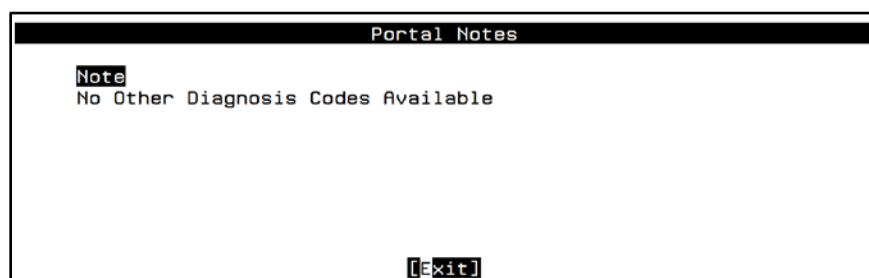 Portal Notes
Note
No Other Diagnosis Codes Available
[Exit]